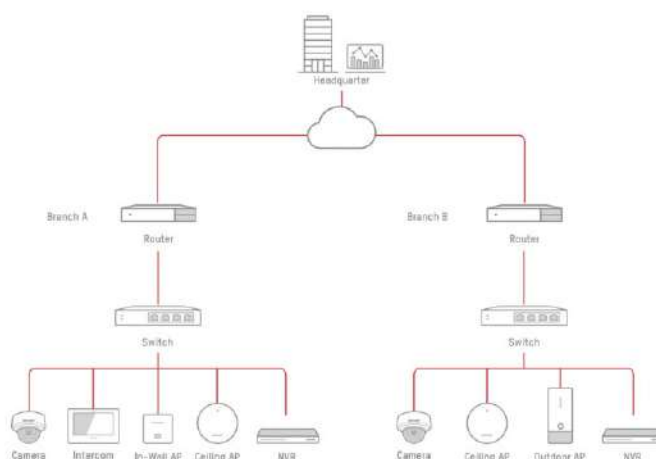 Headquarter
Branch A
Branch B
Router
Router
Switch
Switch
Camera
Intercom
In-Wall AP
Ceiling AP
NVR
Camera
Ceiling AP
Outdoor AP
NVR